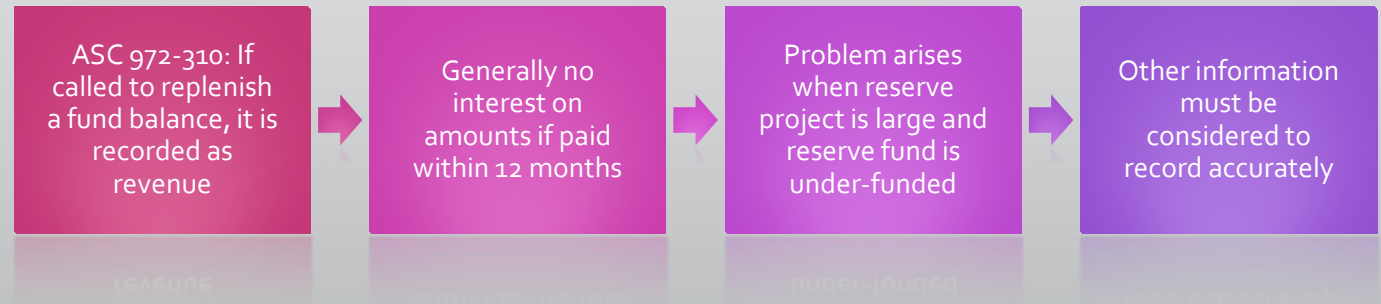 ASC 972-310: If
called to replenish
a fund balance, it is
recorded as
revenue
Generally no
interest on
amounts if paid
within 12 months
Problem arises
when reserve
project is large and
reserve fund is
under-funded
Other information
must be
considered to
record accurately